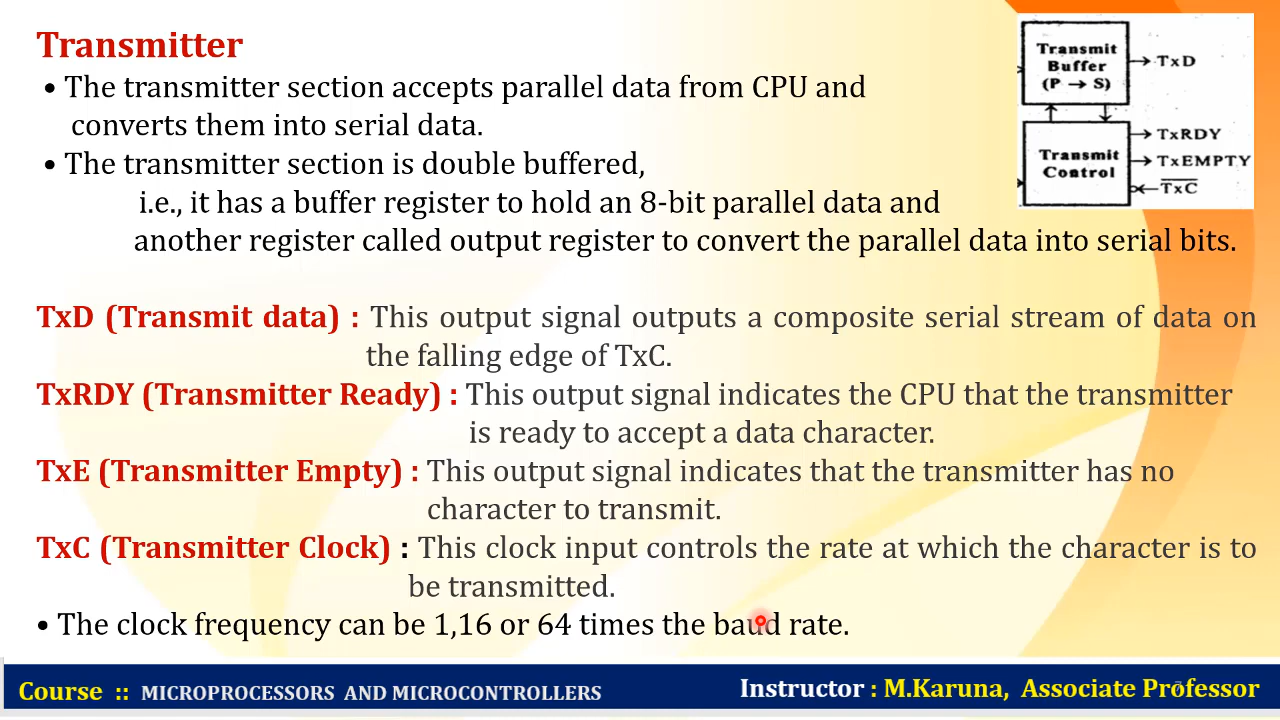 Transmitter
• The transmitter section accepts parallel data from CPU and
converts them into serial data.
• The transmitter section is double buffered,
i.e., it has a buffer register to hold an 8-bit parallel data and
another register called output register to convert the parallel data into serial bits.
Transmit
Buffer
(P → S)
TxD
Transmit
Control
TxRDY
TxEMPTY
T̅x̅C̅
TxD (Transmit data) : This output signal outputs a composite serial stream of data on
the falling edge of TxC.
TxRDY (Transmitter Ready) : This output signal indicates the CPU that the transmitter
is ready to accept a data character.
TxE (Transmitter Empty) : This output signal indicates that the transmitter has no
character to transmit.
TxC (Transmitter Clock) : This clock input controls the rate at which the character is to
be transmitted.
• The clock frequency can be 1,16 or 64 times the baud rate.
Course :: MICROPROCESSORS AND MICROCONTROLLERS
Instructor : M.Karuna, Associate Professor